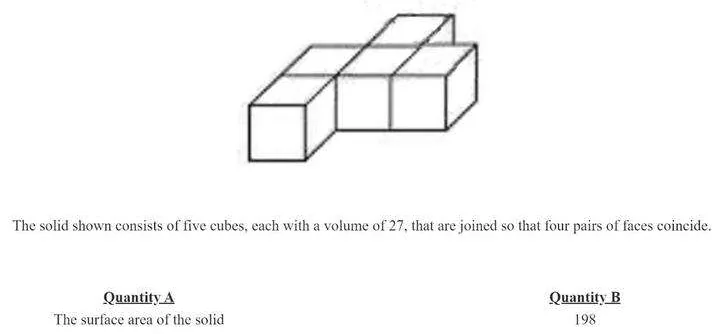 The solid shown consists of five cubes, each with a volume of 27, that are joined so that four pairs of faces coincide.
Quantity A
Quantity B
The surface area of the solid
198